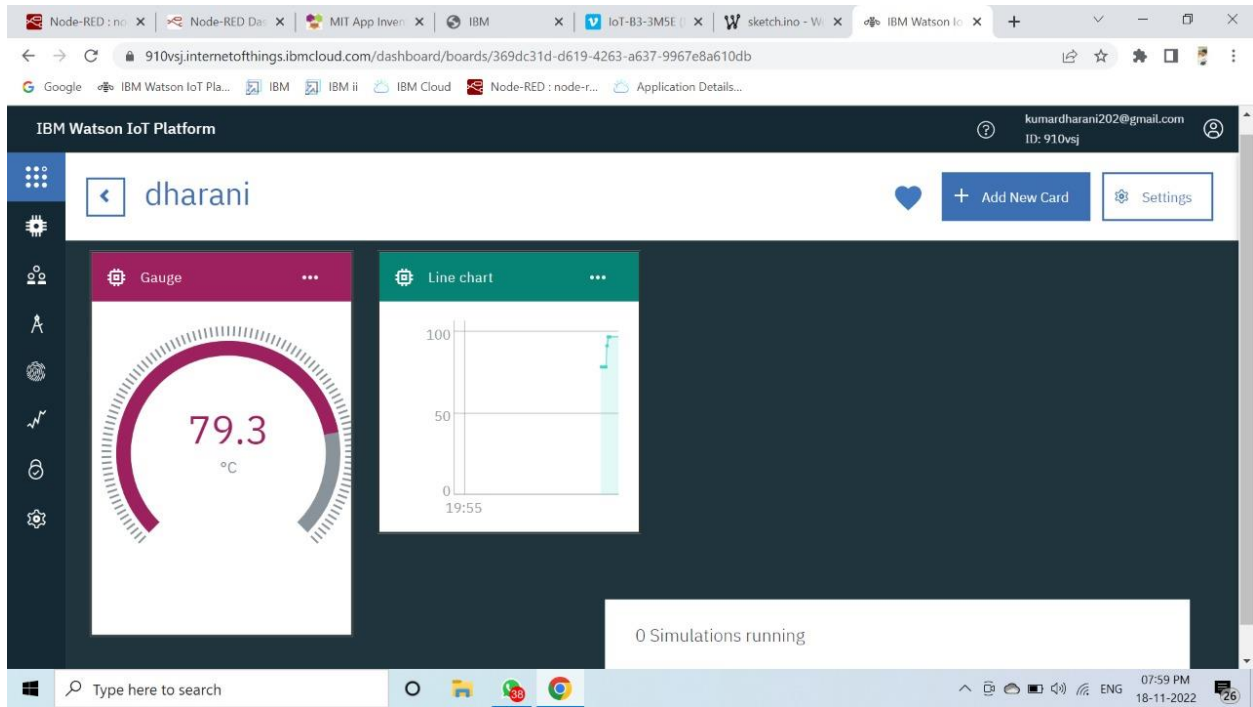 Node-RED : no
Node-RED Das
MIT App Inven
IBM
IoT-B3-3M5E (
sketch.ino - W
IBM Watson Io
910vsj.internetofthings.ibmcloud.com/dashboard/boards/369dc31d-d619-4263-a637-9967e8a610db
Google
IBM Watson IoT Pla...
IBM
IBM ii
IBM Cloud
Node-RED : node-r...
Application Details...
IBM Watson IoT Platform
kumardharani202@gmail.com
ID: 910vsj
dharani
+ Add New Card
Settings
Gauge
Line chart
79.3
°C
100
50
0
19:55
0 Simulations running
Type here to search
38
ENG
07:59 PM
18-11-2022
26